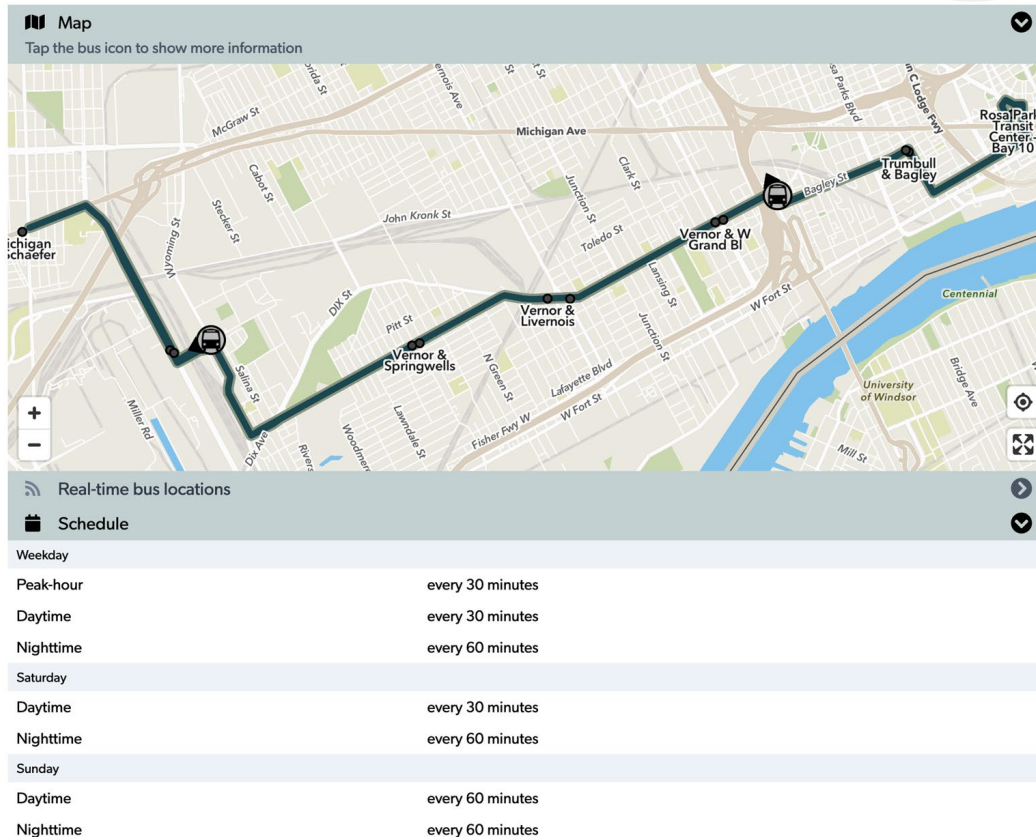 Map
Tap the bus icon to show more information
McGraw St
Michigan Ave
Cabot St
Stecker St
Wyoming St
John Kronk St
Clark St
Junction St
Toledo St
Bagley St
Trumbull
& Bagley
Transit
Center -
Bay 10
C Lodge Fwy
Vernor & W
Grand Bl
Lansing St
W Fort St
Centennial
DIX St
Pitt St
Vernor &
Livernois
Junction St
Vernor &
Springwells
Salina St
N Green St
Lafayette Blvd
W Fort St
Fisher Fwy W
Lawndale St
Dix Ave
Miller Rd
University
of Windsor
Bridge Ave
Mill St
+
−
Real-time bus locations
Schedule
Weekday
Peak-hour every 30 minutes
Daytime every 30 minutes
Nighttime every 60 minutes
Saturday
Daytime every 30 minutes
Nighttime every 60 minutes
Sunday
Daytime every 60 minutes
Nighttime every 60 minutes